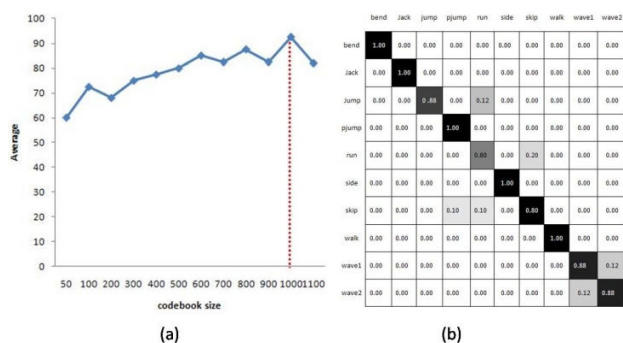 100
90
80
70
60
50
40
30
20
10
0
Average
50 100 200 300 400 500 600 700 800 900 1000 1100
codebook size
(a)
bend Jack jump pjump run side skip walk wave1 wave2
bend 1.00 0.00 0.00 0.00 0.00 0.00 0.00 0.00 0.00 0.00
Jack 0.00 1.00 0.00 0.00 0.00 0.00 0.00 0.00 0.00 0.00
Jump 0.00 0.00 0.88 0.00 0.12 0.00 0.00 0.00 0.00 0.00
pjump 0.00 0.00 0.00 1.00 0.00 0.00 0.00 0.00 0.00 0.00
run 0.00 0.00 0.00 0.00 0.80 0.00 0.20 0.00 0.00 0.00
side 0.00 0.00 0.00 0.00 0.00 1.00 0.00 0.00 0.00 0.00
skip 0.00 0.00 0.00 0.10 0.10 0.00 0.80 0.00 0.00 0.00
walk 0.00 0.00 0.00 0.00 0.00 0.00 0.00 1.00 0.00 0.00
wave1 0.00 0.00 0.00 0.00 0.00 0.00 0.00 0.00 0.88 0.12
wave2 0.00 0.00 0.00 0.00 0.00 0.00 0.00 0.00 0.12 0.88
(b)